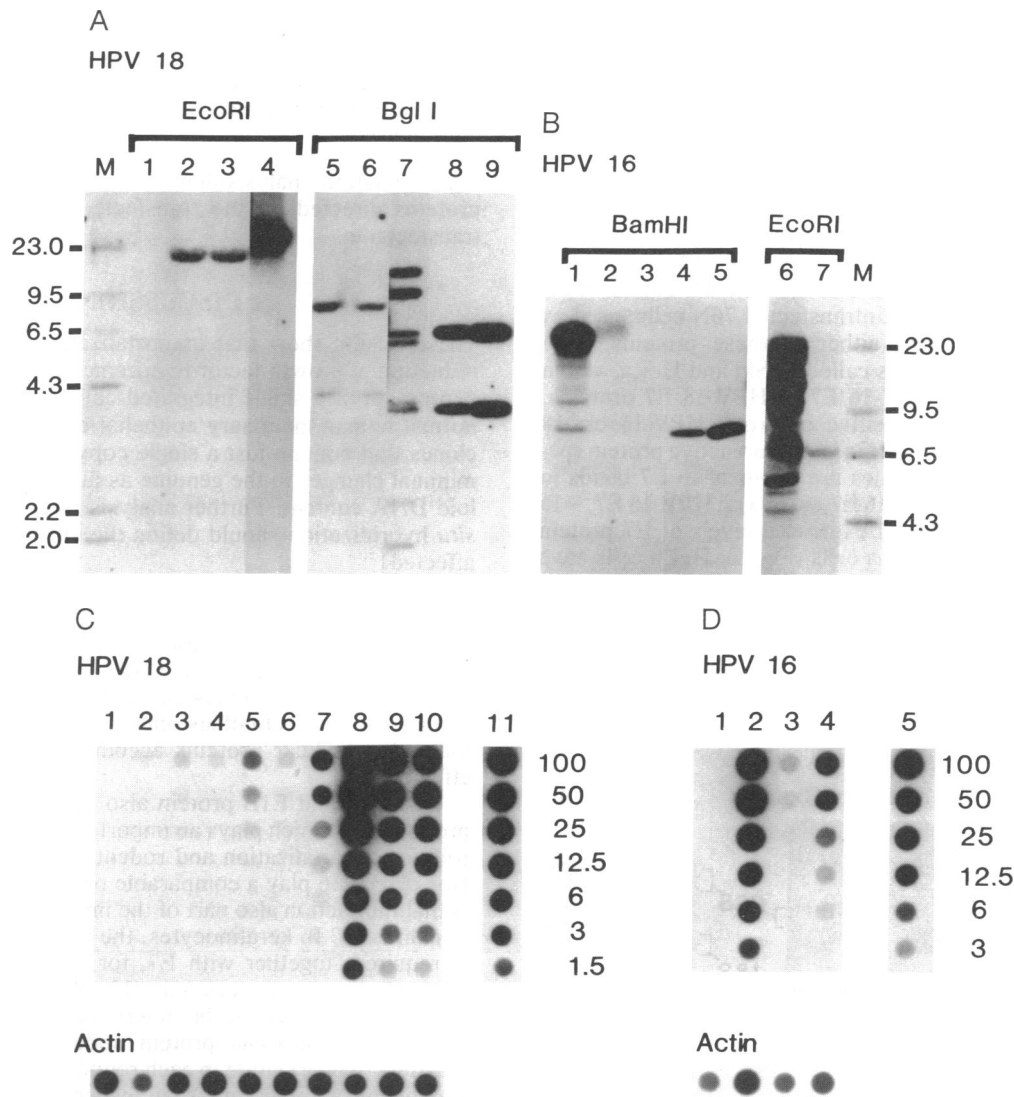 A
HPV 18
EcoRI Bgl I
M 1 2 3 4 5 6 7 8 9
23.0
9.5
6.5
4.3
2.2
2.0
B
HPV 16
BamHI EcoRI
1 2 3 4 5 6 7 M
23.0
9.5
6.5
4.3
C
HPV 18
1 2 3 4 5 6 7 8 9 10 11
100
50
25
12.5
6
3
1.5
Actin
D
HPV 16
1 2 3 4 5
100
50
25
12.5
6
3
Actin